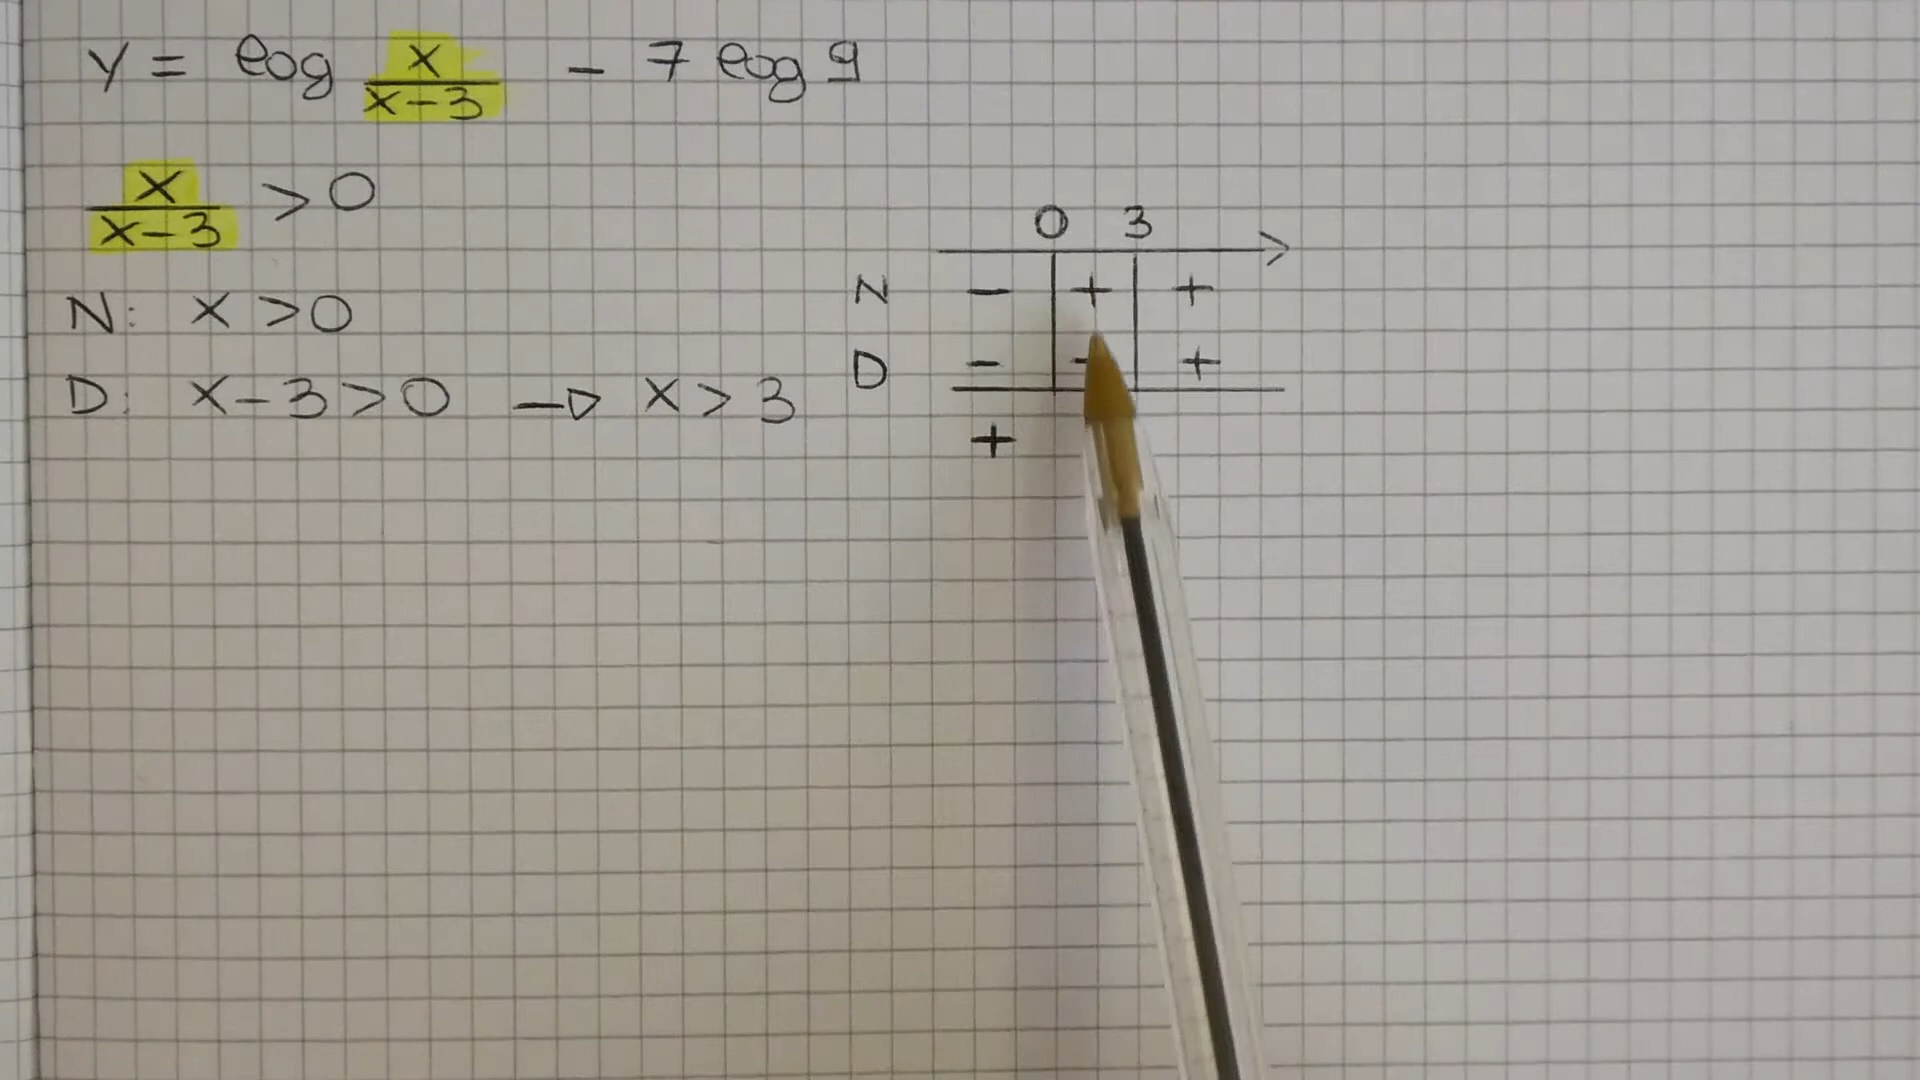 y = log x/(x-3) - 7 log 9
x/(x-3) > 0
N: x > 0
D: x - 3 > 0 → x > 3
0 3
N - + +
D - - +
+